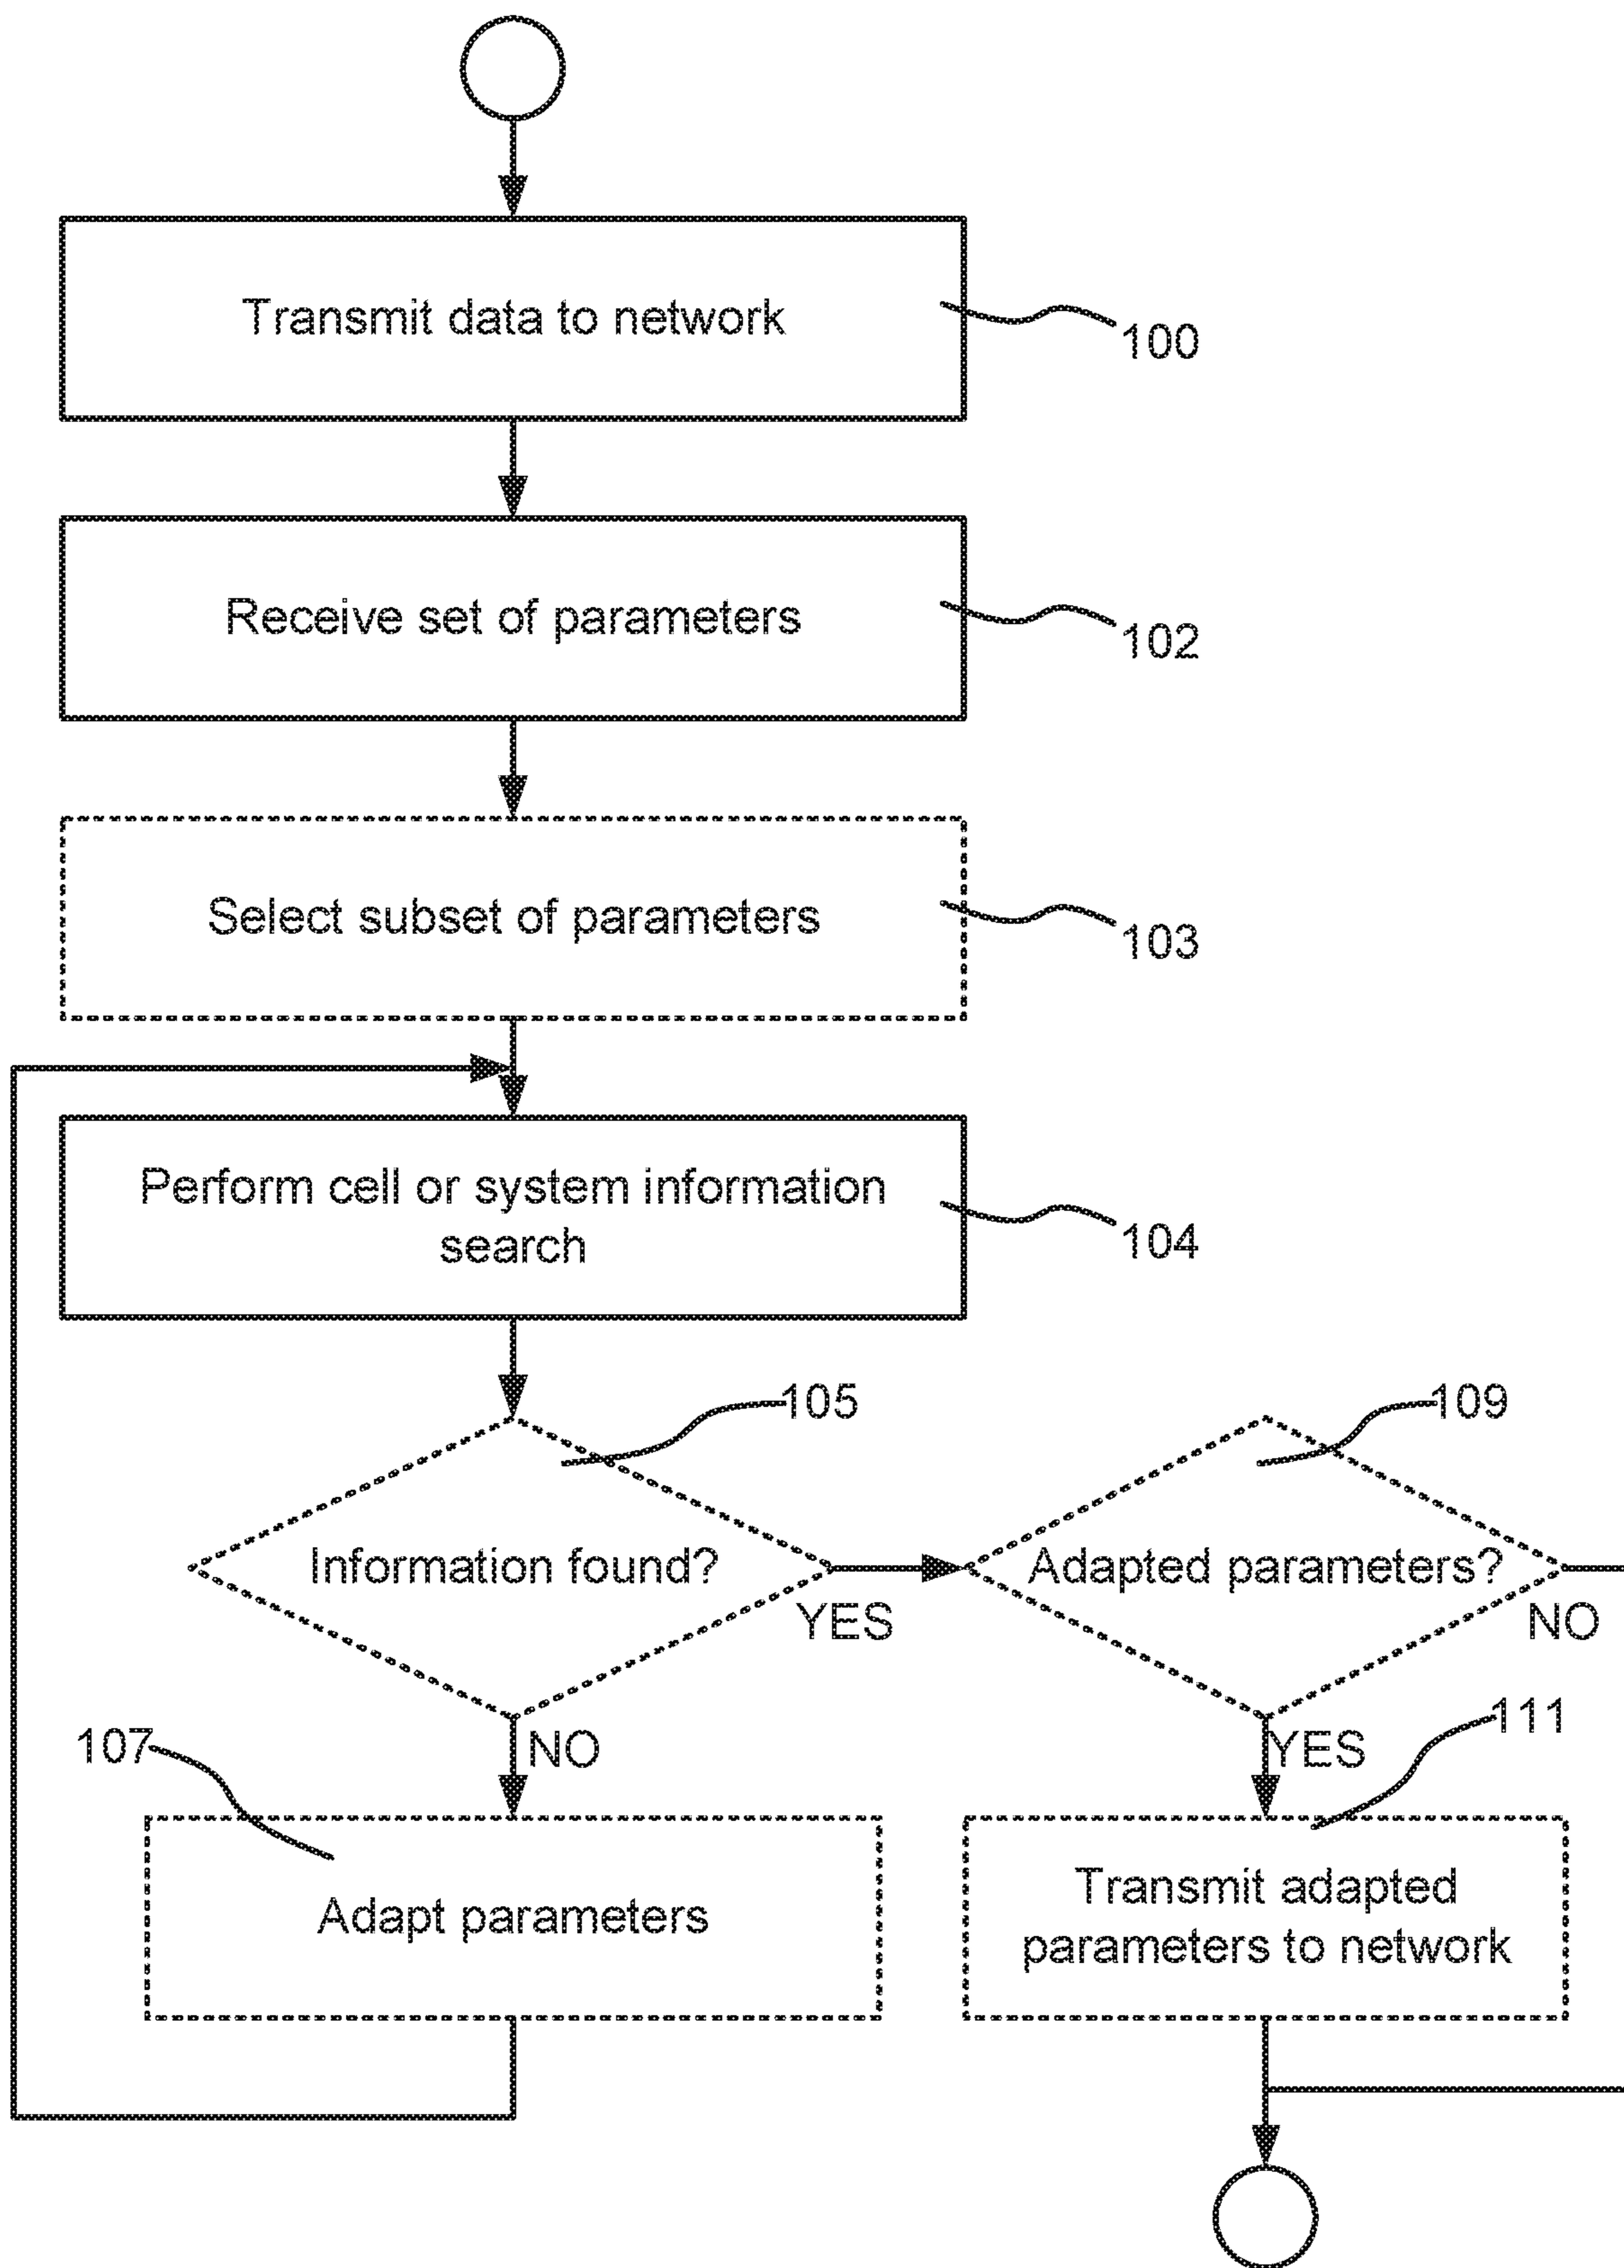 Transmit data to network
100
Receive set of parameters
102
Select subset of parameters
103
Perform cell or system information
search
104
105
109
Information found?
Adapted parameters?
YES
NO
107
NO
YES
111
Adapt parameters
Transmit adapted
parameters to network